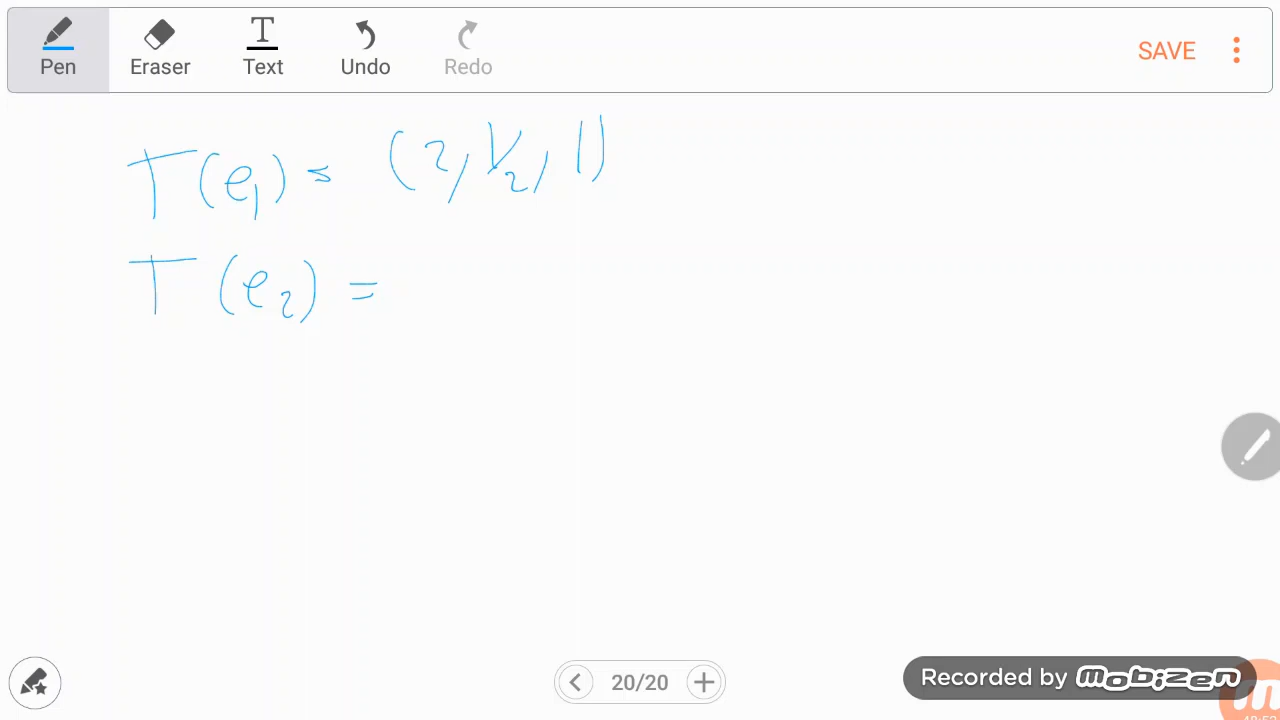 Pen Eraser Text Undo Redo SAVE
T(e₁) = (2, 1/2, 1)
T(e₂) =
20/20
Recorded by mobizen